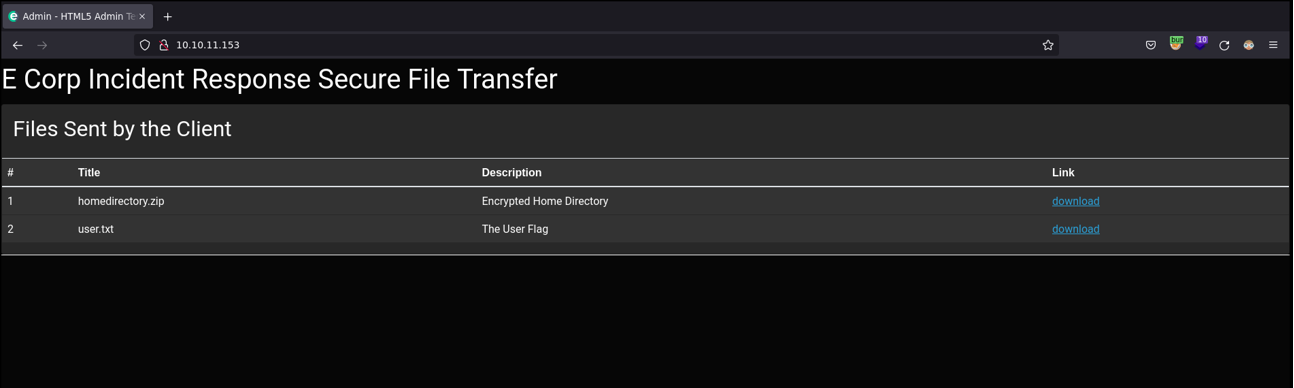 Admin - HTML5 Admin Te
10.10.11.153
bur
10
E Corp Incident Response Secure File Transfer
Files Sent by the Client
# Title Description Link
1 homedirectory.zip Encrypted Home Directory download
2 user.txt The User Flag download